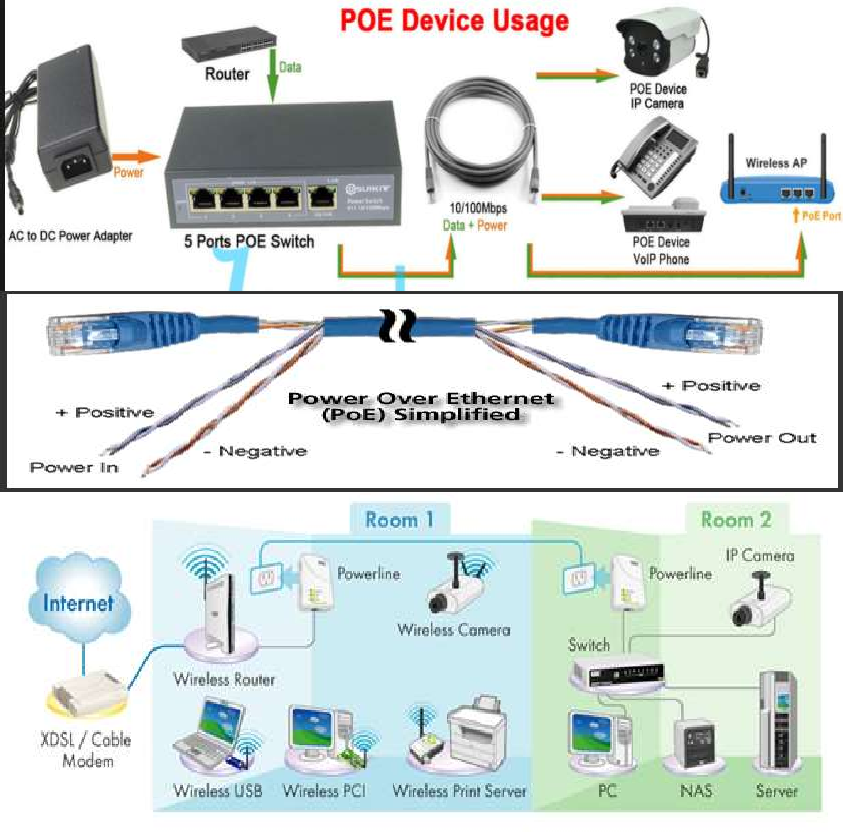 POE Device Usage
Router
Data
Power
AC to DC Power Adapter
5 Ports POE Switch
10/100Mbps
Data + Power
POE Device
IP Camera
POE Device
VoIP Phone
Wireless AP
PoE Port
+ Positive
- Negative
Power In
Power Over Ethernet
(PoE) Simplified
+ Positive
- Negative
Power Out
Room 1
Room 2
Internet
XDSL / Cable
Modem
Wireless Router
Powerline
Wireless Camera
Wireless USB
Wireless PCI
Wireless Print Server
Powerline
IP Camera
Switch
PC
NAS
Server